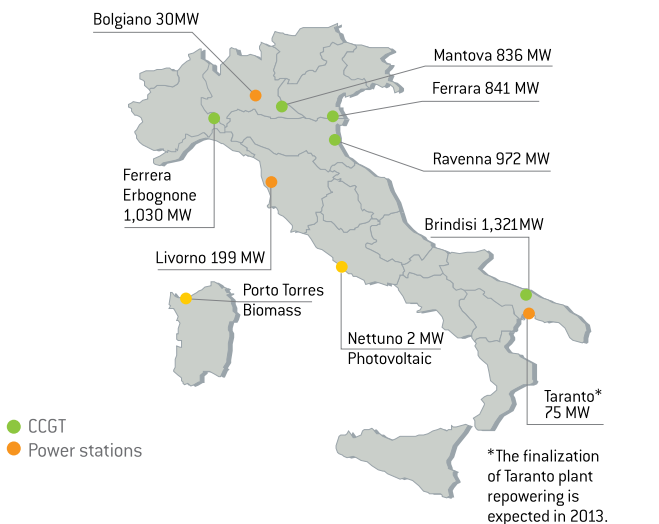 Bolgiano 30MW
Mantova 836 MW
Ferrara 841 MW
Ravenna 972 MW
Ferrera
Erbognone
1,030 MW
Brindisi 1,321MW
Livorno 199 MW
Porto Torres
Biomass
Nettuno 2 MW
Photovoltaic
Taranto*
75 MW
CCGT
Power stations
*The finalization
of Taranto plant
repowering is
expected in 2013.